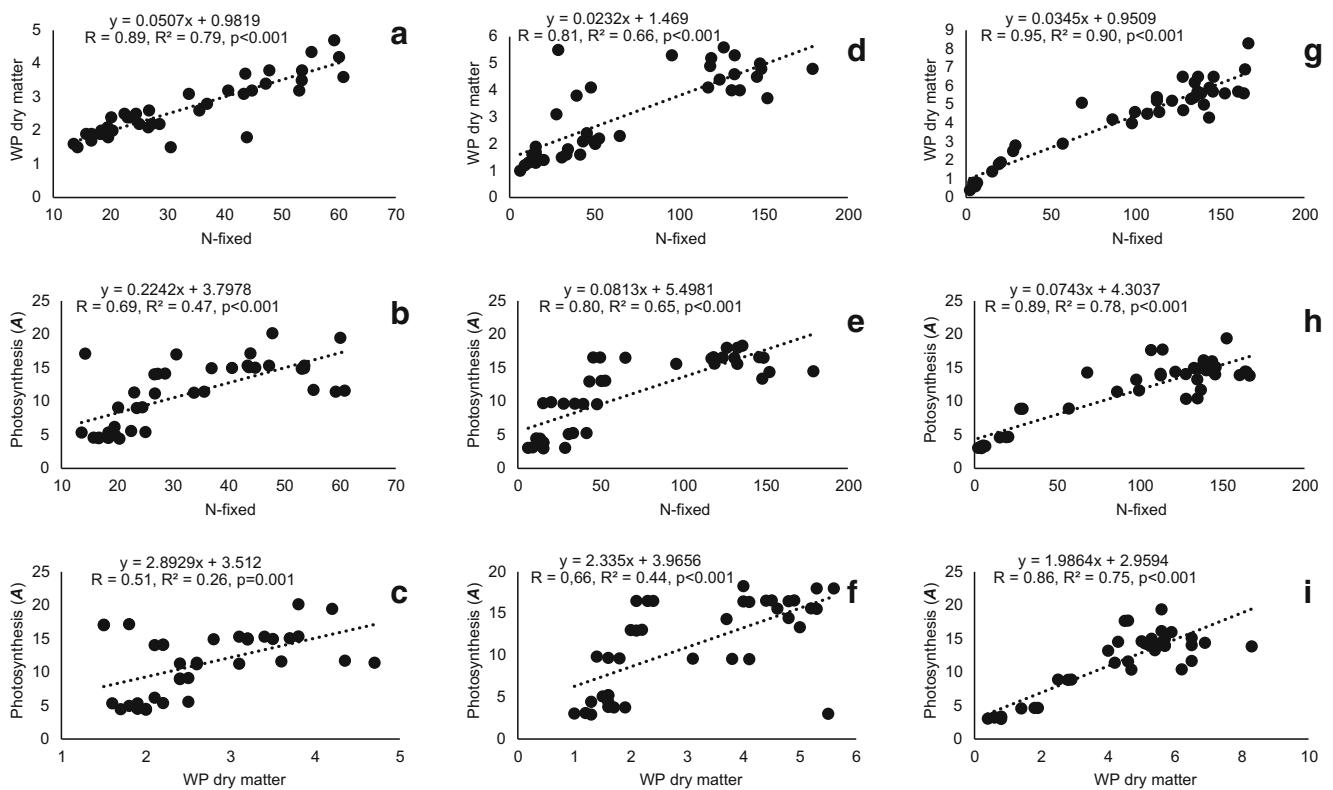 y = 0.0507x + 0.9819
R = 0.89, R² = 0.79, p<0.001
a
WP dry matter
5
4
3
2
1
0
10 20 30 40 50 60 70
N-fixed
y = 0.0232x + 1.469
R = 0.81, R² = 0.66, p<0.001
d
WP dry matter
6
5
4
3
2
1
0
0 50 100 150 200
N-fixed
y = 0.0345x + 0.9509
R = 0.95, R² = 0.90, p<0.001
g
WP dry matter
9
8
7
6
5
4
3
2
1
0
0 50 100 150 200
N-fixed
y = 0.2242x + 3.7978
R = 0.69, R² = 0.47, p<0.001
b
Photosynthesis (A)
25
20
15
10
5
0
10 20 30 40 50 60 70
N-fixed
y = 0.0813x + 5.4981
R = 0.80, R² = 0.65, p<0.001
e
Photosynthesis (A)
25
20
15
10
5
0
0 50 100 150 200
N-fixed
y = 0.0743x + 4.3037
R = 0.89, R² = 0.78, p<0.001
h
Potosynthesis (A)
25
20
15
10
5
0
0 50 100 150 200
N-fixed
y = 2.8929x + 3.512
R = 0.51, R² = 0.26, p=0.001
c
Photosynthesis (A)
25
20
15
10
5
0
1 2 3 4 5
WP dry matter
y = 2.335x + 3.9656
R = 0,66, R² = 0.44, p<0.001
f
Photosynthesis (A)
20
15
10
5
0
0 1 2 3 4 5 6
WP dry matter
y = 1.9864x + 2.9594
R = 0.86, R² = 0.75, p<0.001
i
Photosynthesis (A)
25
20
15
10
5
0
0 2 4 6 8 10
WP dry matter